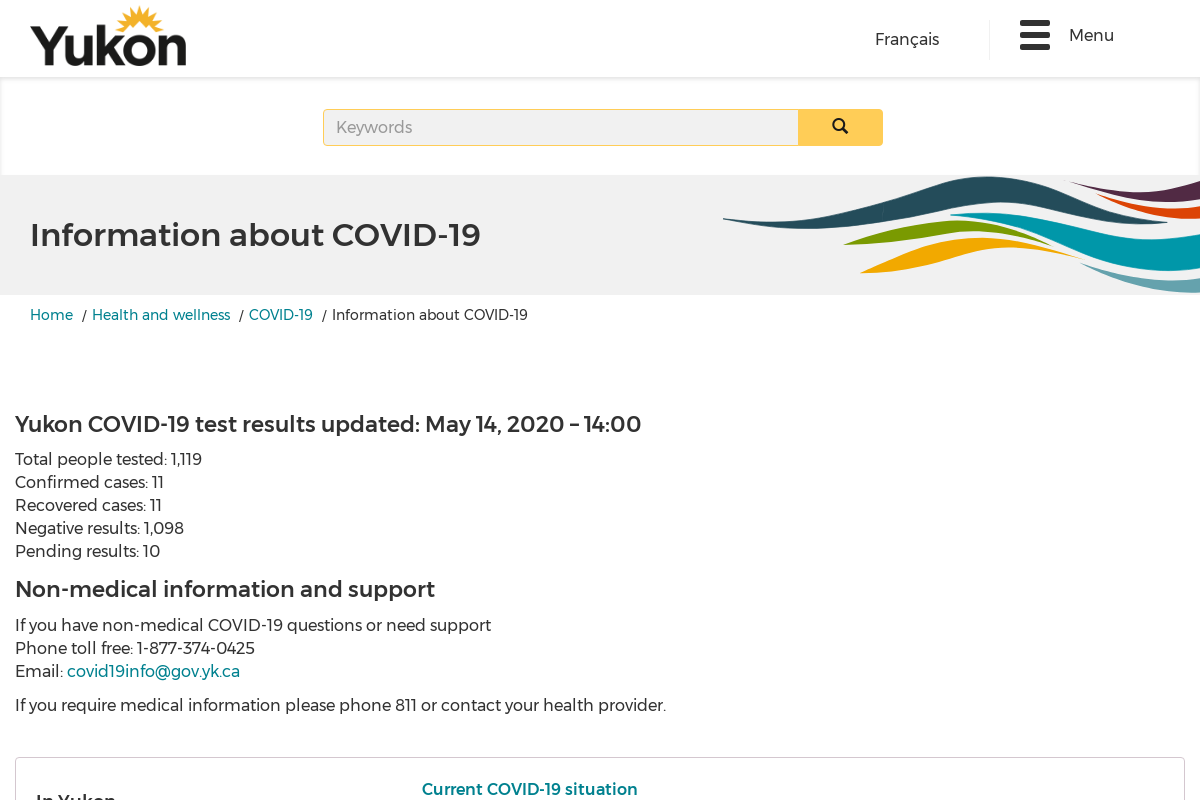 Yukon
Français
Menu
Keywords
Information about COVID-19
Home / Health and wellness / COVID-19 / Information about COVID-19
Yukon COVID-19 test results updated: May 14, 2020 – 14:00
Total people tested: 1,119
Confirmed cases: 11
Recovered cases: 11
Negative results: 1,098
Pending results: 10
Non-medical information and support
If you have non-medical COVID-19 questions or need support
Phone toll free: 1-877-374-0425
Email: covid19info@gov.yk.ca
If you require medical information please phone 811 or contact your health provider.
Current COVID-19 situation
In Yukon